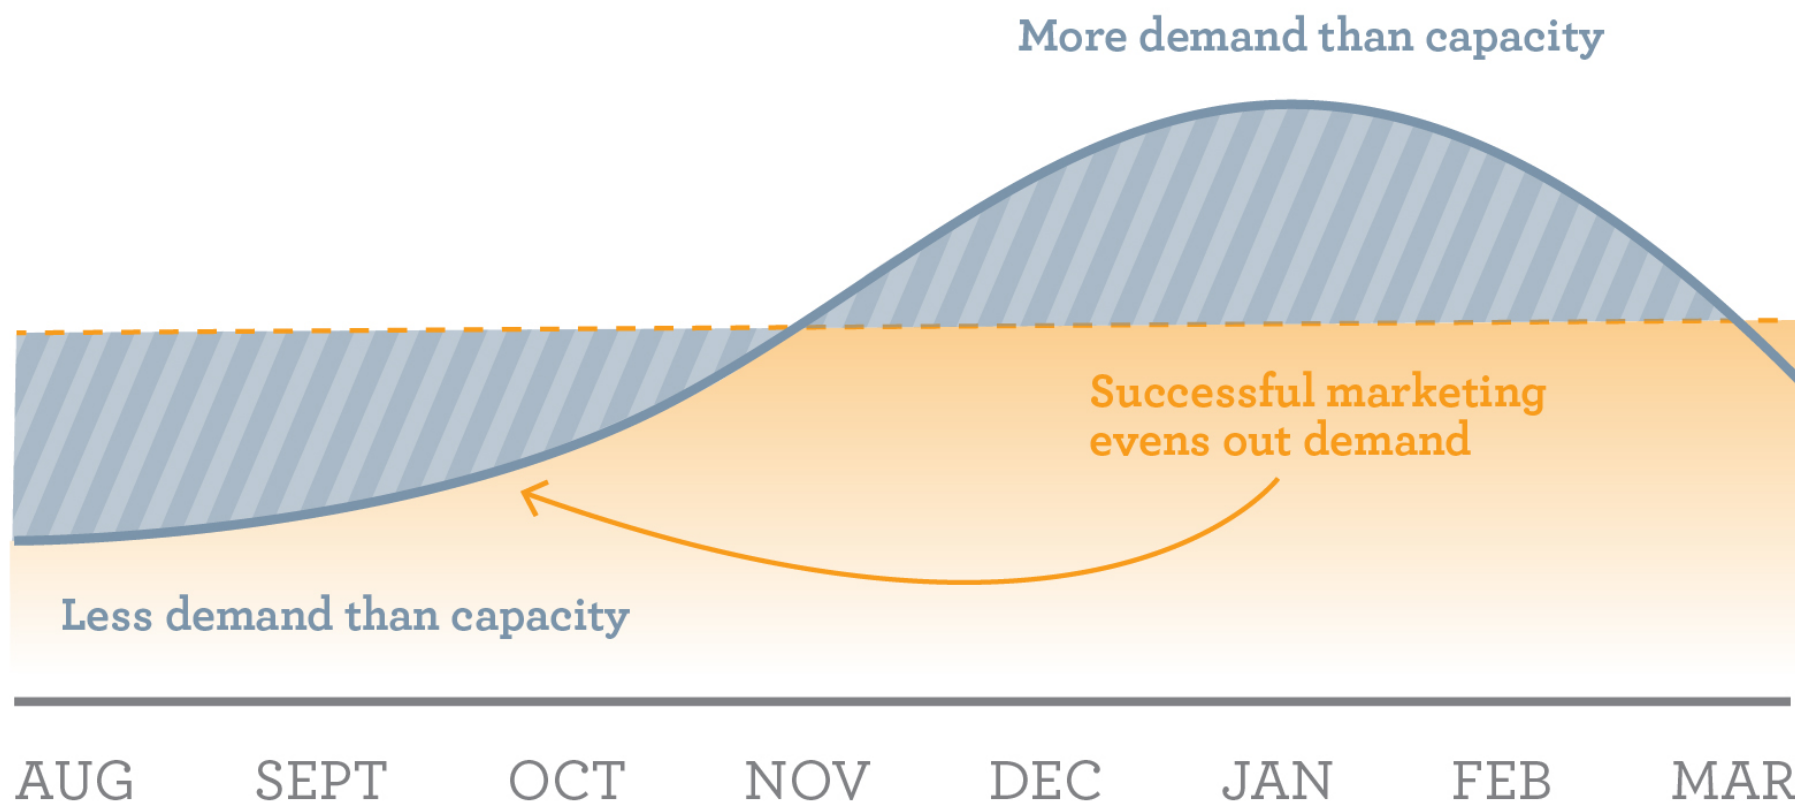 More demand than capacity
Successful marketing
evens out demand
Less demand than capacity
AUG SEPT OCT NOV DEC JAN FEB MAR